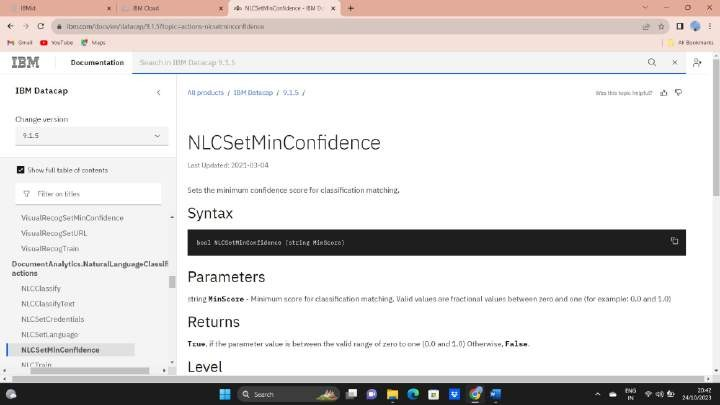 IBMid
IBM Cloud
NLCSetMinConfidence - IBM Do
ibm.com/docs/en/datacap/9.1.5?topic=actions-nlcsetminconfidence
Gmail
YouTube
Maps
All Bookmarks
IBM
Documentation
Search in IBM Datacap 9.1.5
IBM Datacap
All products / IBM Datacap / 9.1.5 /
Was this topic helpful?
Change version
9.1.5
Show full table of contents
Filter on titles
VisualRecogSetMinConfidence
VisualRecogSetURL
VisualRecogTrain
DocumentAnalytics.NaturalLanguageClassif
actions
NLCClassify
NLCClassifyText
NLCSetCredentials
NLCSetLanguage
NLCSetMinConfidence
NLCTrain
NLCSetMinConfidence
Last Updated: 2021-03-04
Sets the minimum confidence score for classification matching.
Syntax
bool NLCSetMinConfidence (string MinScore)
Parameters
string MinScore - Minimum score for classification matching. Valid values are fractional values between zero and one (for example: 0.0 and 1.0)
Returns
True, if the parameter value is between the valid range of zero to one (0.0 and 1.0) Otherwise, False.
Level
Search
ENG
IN
20:42
24/10/2023